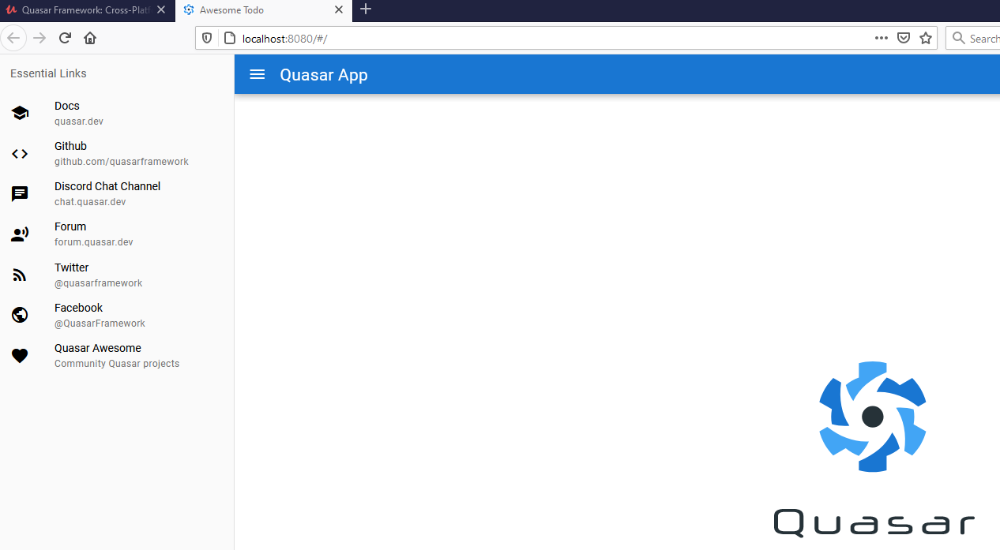 Quasar Framework: Cross-Platf
Awesome Todo
localhost:8080/#/
Search
Essential Links
Quasar App
Docs
quasar.dev
Github
github.com/quasarframework
Discord Chat Channel
chat.quasar.dev
Forum
forum.quasar.dev
Twitter
@quasarframework
Facebook
@QuasarFramework
Quasar Awesome
Community Quasar projects
Quasar